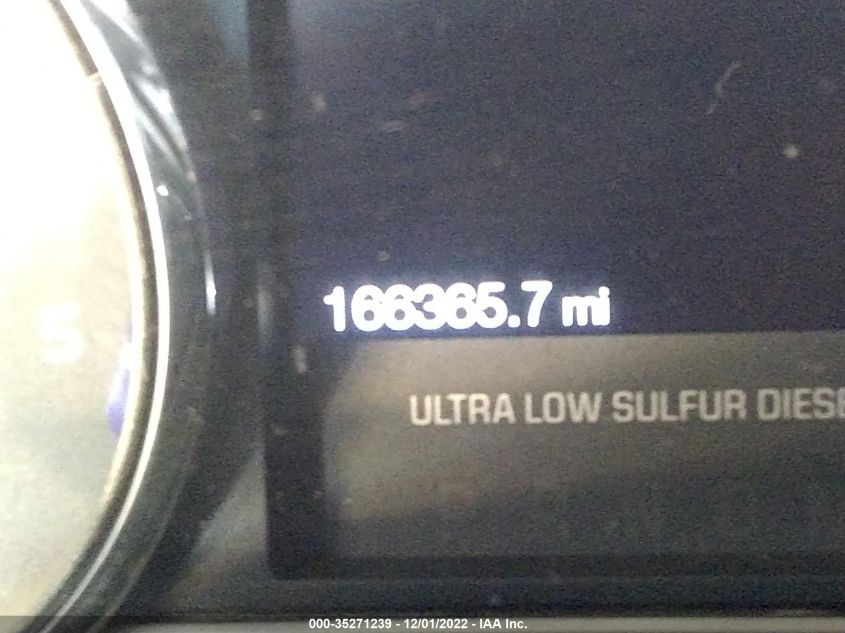 5
166365.7 mi
ULTRA LOW SULFUR DIESE
000-35271239 - 12/01/2022 - IAA Inc.